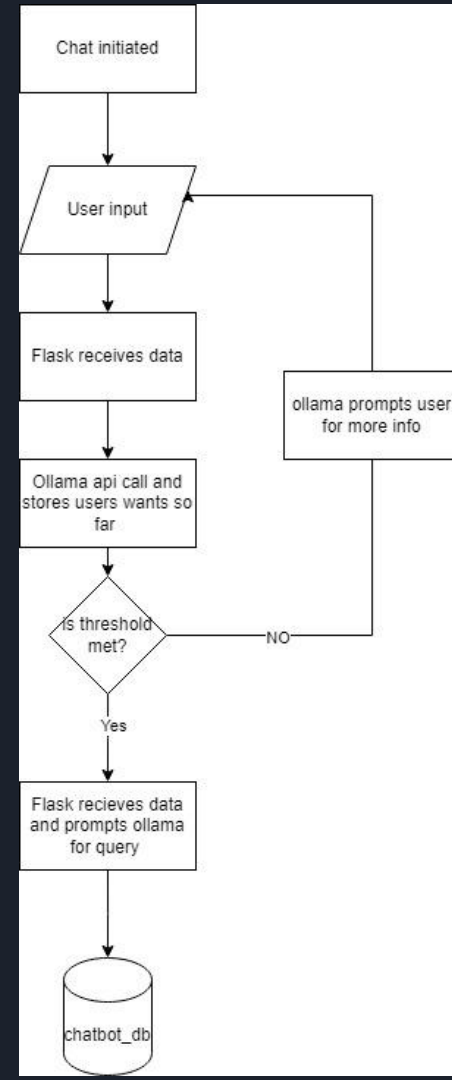 Chat initiated
User input
Flask receives data
ollama prompts user
for more info
Ollama api call and
stores users wants so
far
is threshold
met?
NO
Yes
Flask recieves data
and prompts ollama
for query
chatbot_db